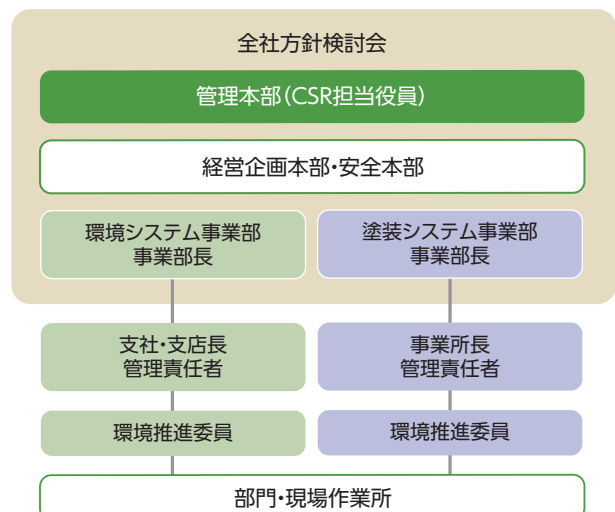 全社方針検討会
管理本部(CSR担当役員)
経営企画本部・安全本部
環境システム事業部
事業部長
塗装システム事業部
事業部長
支社・支店長
管理責任者
事業所長
管理責任者
環境推進委員
環境推進委員
部門・現場作業所